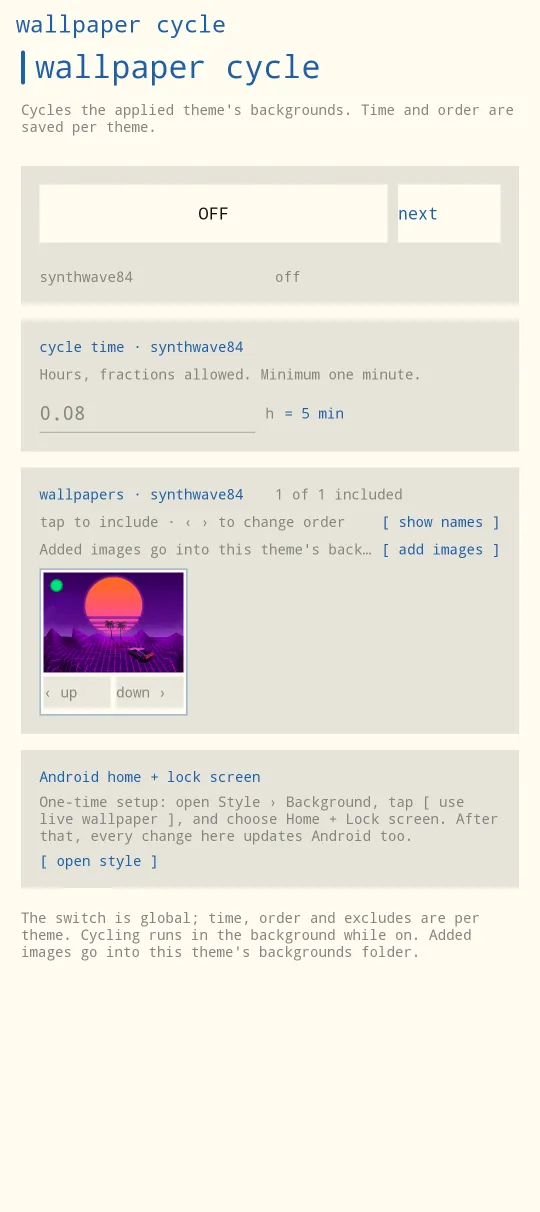 wallpaper cycle
wallpaper cycle
Cycles the applied theme's backgrounds. Time and order are
saved per theme.
OFF
next
synthwave84 off
cycle time · synthwave84
Hours, fractions allowed. Minimum one minute.
0.08 h = 5 min
wallpapers · synthwave84 1 of 1 included
tap to include · ‹ › to change order [ show names ]
Added images go into this theme's back… [ add images ]
‹ up down ›
Android home + lock screen
One-time setup: open Style › Background, tap [ use
live wallpaper ], and choose Home + Lock screen. After
that, every change here updates Android too.
[ open style ]
The switch is global; time, order and excludes are per
theme. Cycling runs in the background while on. Added
images go into this theme's backgrounds folder.